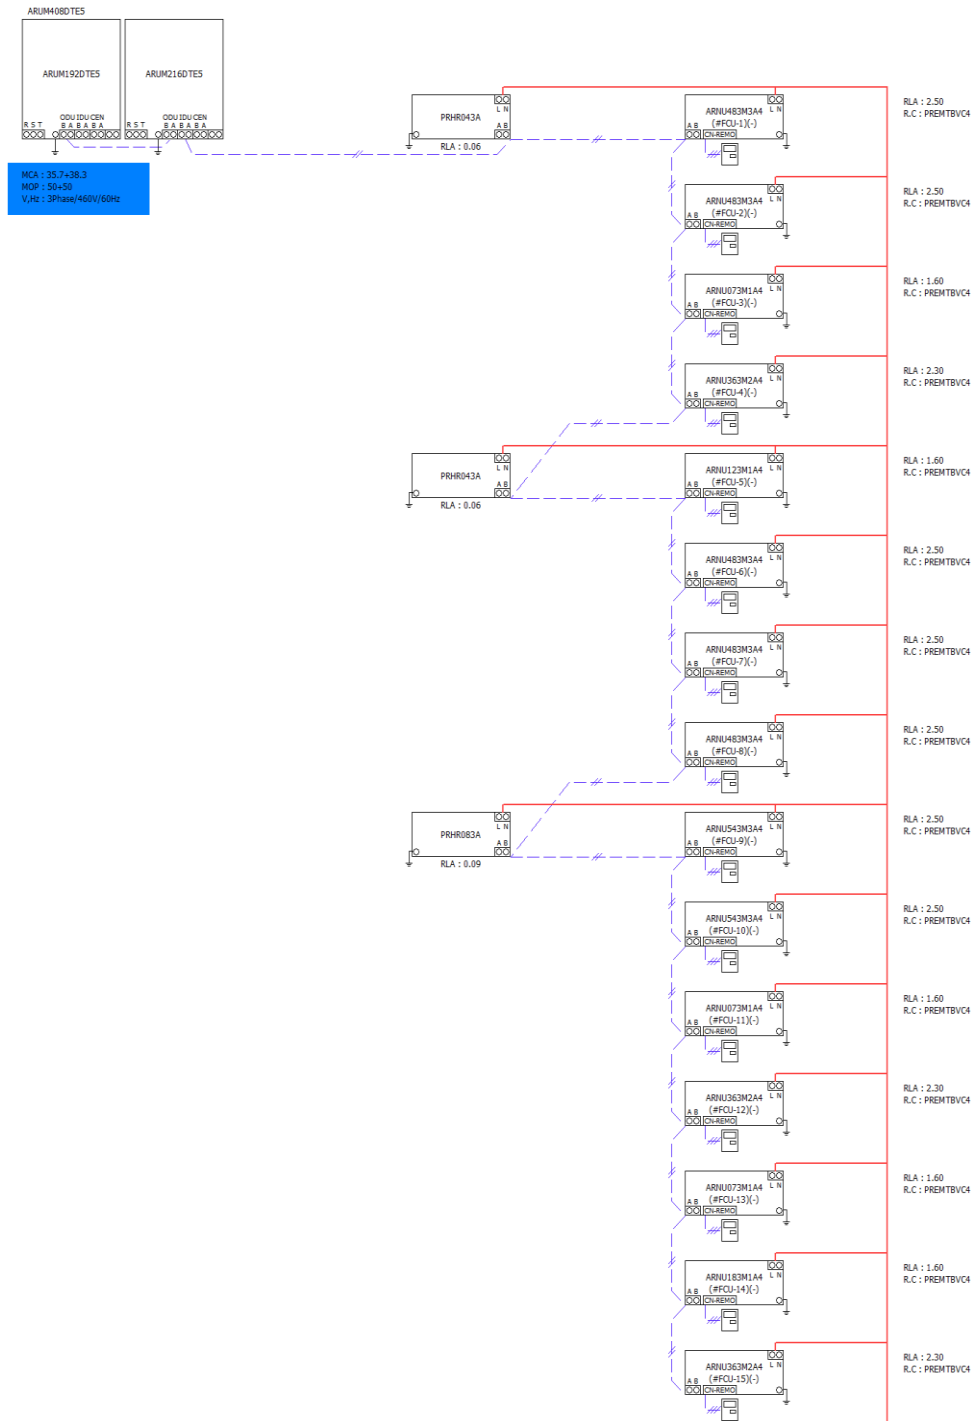 ARUM408DTE5
ARUM192DTE5
ARUM216DTE5
R S T
ODU IDU CEN
B A B A B A
R S T
ODU IDU CEN
B A B A B A
MCA : 35.7+38.3
MOP : 50+50
V,Hz : 3Phase/460V/60Hz
PRHR043A
L N
A B
RLA : 0.06
ARNU483M3A4
(#FCU-1)(-)
L N
A B
CN-REMO
RLA : 2.50
R.C : PREMTBVC4
ARNU483M3A4
(#FCU-2)(-)
L N
A B
CN-REMO
RLA : 2.50
R.C : PREMTBVC4
ARNU073M1A4
(#FCU-3)(-)
L N
A B
CN-REMO
RLA : 1.60
R.C : PREMTBVC4
ARNU363M2A4
(#FCU-4)(-)
L N
A B
CN-REMO
RLA : 2.30
R.C : PREMTBVC4
PRHR043A
L N
A B
RLA : 0.06
ARNU123M1A4
(#FCU-5)(-)
L N
A B
CN-REMO
RLA : 1.60
R.C : PREMTBVC4
ARNU483M3A4
(#FCU-6)(-)
L N
A B
CN-REMO
RLA : 2.50
R.C : PREMTBVC4
ARNU483M3A4
(#FCU-7)(-)
L N
A B
CN-REMO
RLA : 2.50
R.C : PREMTBVC4
ARNU483M3A4
(#FCU-8)(-)
L N
A B
CN-REMO
RLA : 2.50
R.C : PREMTBVC4
PRHR083A
L N
A B
RLA : 0.09
ARNU543M3A4
(#FCU-9)(-)
L N
A B
CN-REMO
RLA : 2.50
R.C : PREMTBVC4
ARNU543M3A4
(#FCU-10)(-)
L N
A B
CN-REMO
RLA : 2.50
R.C : PREMTBVC4
ARNU073M1A4
(#FCU-11)(-)
L N
A B
CN-REMO
RLA : 1.60
R.C : PREMTBVC4
ARNU363M2A4
(#FCU-12)(-)
L N
A B
CN-REMO
RLA : 2.30
R.C : PREMTBVC4
ARNU073M1A4
(#FCU-13)(-)
L N
A B
CN-REMO
RLA : 1.60
R.C : PREMTBVC4
ARNU183M1A4
(#FCU-14)(-)
L N
A B
CN-REMO
RLA : 1.60
R.C : PREMTBVC4
ARNU363M2A4
(#FCU-15)(-)
L N
A B
CN-REMO
RLA : 2.30
R.C : PREMTBVC4